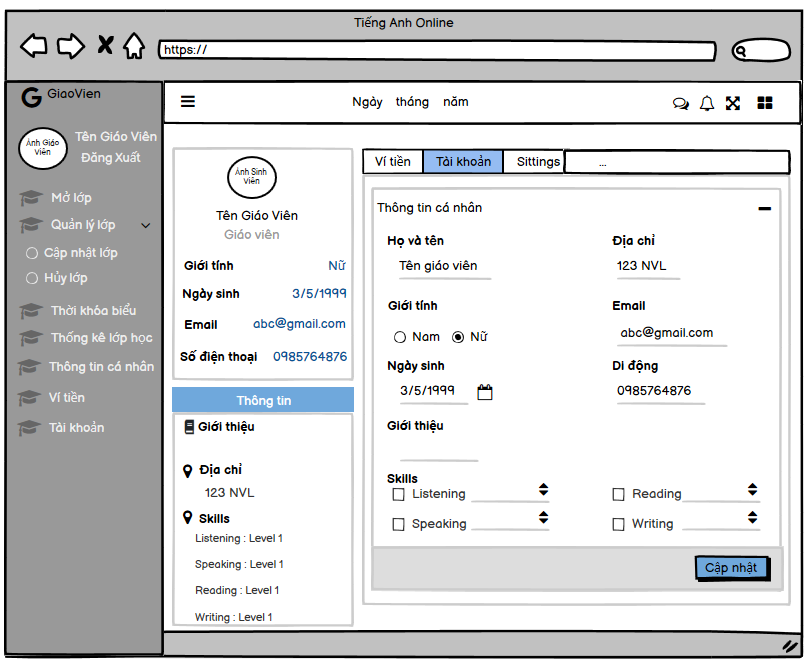 Tiếng Anh Online
https://
GiaoVien
Ảnh Giáo Viên
Tên Giáo Viên
Đăng Xuất
Mở lớp
Quản lý lớp
Cập nhật lớp
Hủy lớp
Thời khóa biểu
Thống kê lớp học
Thông tin cá nhân
Ví tiền
Tài khoản
Ngày tháng năm
Ảnh Sinh Viên
Tên Giáo Viên
Giáo viên
Giới tính Nữ
Ngày sinh 3/5/1999
Email abc@gmail.com
Số điện thoại 0985764876
Thông tin
Giới thiệu
Địa chỉ
123 NVL
Skills
Listening : Level 1
Speaking : Level 1
Reading : Level 1
Writing : Level 1
Ví tiền Tài khoản Sittings ...
Thông tin cá nhân
Họ và tên Địa chỉ
Tên giáo viên 123 NVL
Giới tính Email
Nam Nữ abc@gmail.com
Ngày sinh Di động
3/5/1999 0985764876
Giới thiệu
Skills
Listening Reading
Speaking Writing
Cập nhật